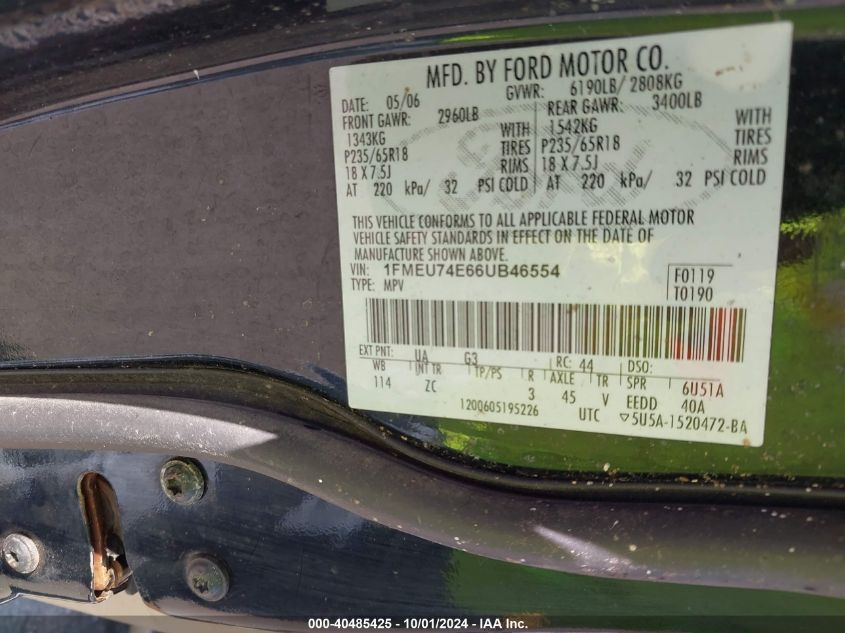 MFD. BY FORD MOTOR CO.
DATE: 05/06 GVWR: 6190LB/ 2808KG
FRONT GAWR: 2960LB REAR GAWR: 3400LB
1343KG WITH 1542KG WITH
P235/65R18 TIRES P235/65R18 TIRES
18 X 7.5J RIMS 18 X 7.5J RIMS
AT 220 kPa/ 32 PSI COLD AT 220 kPa/ 32 PSI COLD
THIS VEHICLE CONFORMS TO ALL APPLICABLE FEDERAL MOTOR
VEHICLE SAFETY STANDARDS IN EFFECT ON THE DATE OF
MANUFACTURE SHOWN ABOVE.
VIN: 1FMEU74E66UB46554 F0119
TYPE: MPV T0190
EXT PNT: UA G3 RC: 44 DSO:
WB INT TR TP/PS R AXLE TR SPR 6U51A
114 ZC 3 45 V EEDD 40A
1200605195226 UTC ▽5U5A-1520472-BA
000-40485425 - 10/01/2024 - IAA Inc.